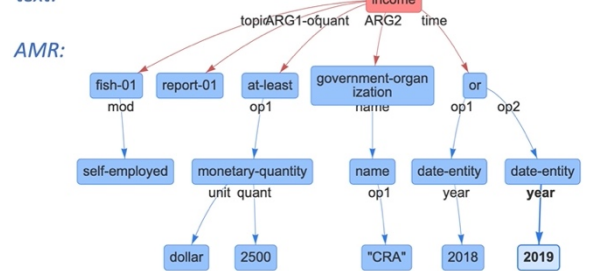 income
topic ARG1-of quant ARG2 time
AMR:
fish-01 report-01 at-least government-organ
ization or
mod op1 name op1 op2
self-employed monetary-quantity name date-entity date-entity
unit quant op1 year year
dollar 2500 "CRA" 2018 2019